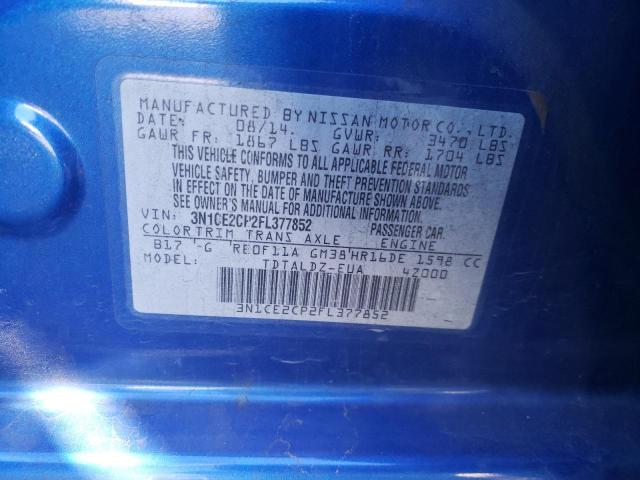 MANUFACTURED BY NISSAN MOTOR CO., LTD.
DATE: 08/14. GVWR: 3470 LBS
GAWR FR: 1867 LBS GAWR RR: 1704 LBS
THIS VEHICLE CONFORMS TO ALL APPLICABLE FEDERAL MOTOR
VEHICLE SAFETY, BUMPER AND THEFT PREVENTION STANDARDS
IN EFFECT ON THE DATE OF MANUFACTURE SHOWN ABOVE.
SEE OWNER'S MANUAL FOR ADDITIONAL INFORMATION.
VIN: 3N1CE2CP2FL377852 PASSENGER CAR.
COLOR TRIM TRANS AXLE ENGINE
B17 -G RE0F11A GM38 HR16DE 1598 CC
TDTALDZ-EUA 42000
3N1CE2CP2FL377852